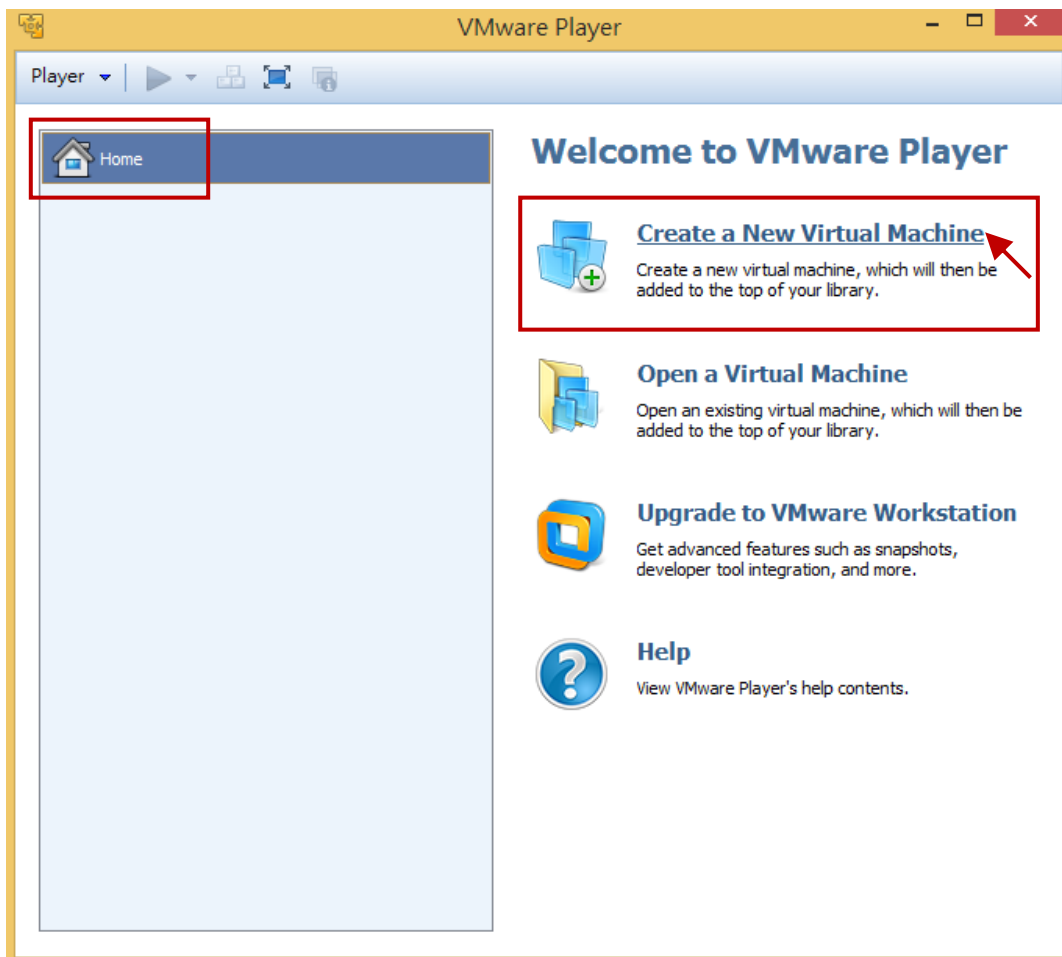 VMware Player
Player
Home
Welcome to VMware Player
Create a New Virtual Machine
Create a new virtual machine, which will then be
added to the top of your library.
Open a Virtual Machine
Open an existing virtual machine, which will then be
added to the top of your library.
Upgrade to VMware Workstation
Get advanced features such as snapshots,
developer tool integration, and more.
Help
View VMware Player's help contents.